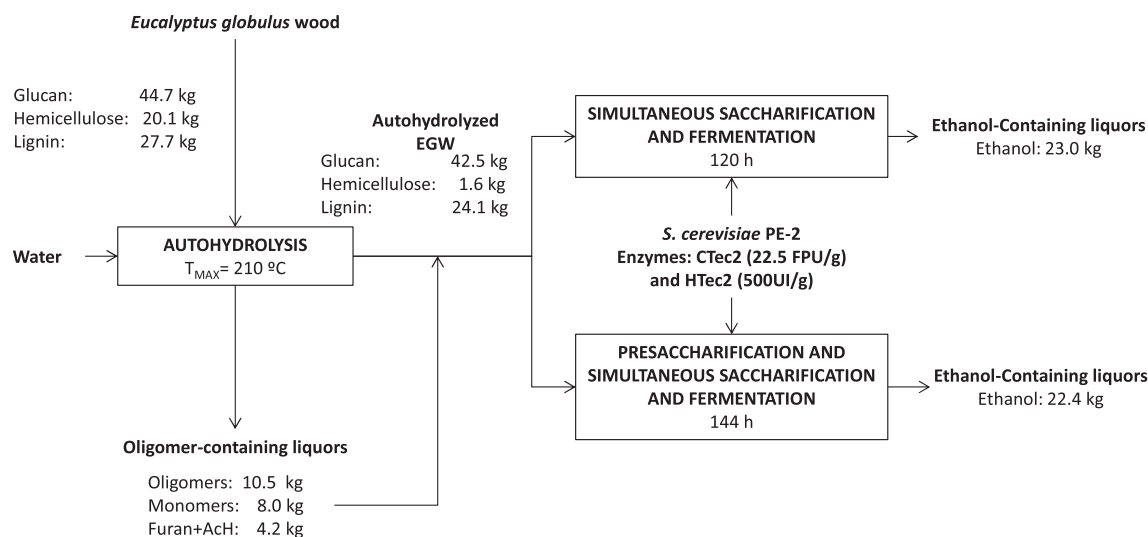 Eucalyptus globulus wood
Glucan: 44.7 kg
Hemicellulose: 20.1 kg
Lignin: 27.7 kg
Water
AUTOHYDROLYSIS
TMAX= 210 ºC
Autohydrolyzed
EGW
Glucan: 42.5 kg
Hemicellulose: 1.6 kg
Lignin: 24.1 kg
SIMULTANEOUS SACCHARIFICATION
AND FERMENTATION
120 h
Ethanol-Containing liquors
Ethanol: 23.0 kg
S. cerevisiae PE-2
Enzymes: CTec2 (22.5 FPU/g)
and HTec2 (500UI/g)
PRESACCHARIFICATION AND
SIMULTANEOUS SACCHARIFICATION
AND FERMENTATION
144 h
Ethanol-Containing liquors
Ethanol: 22.4 kg
Oligomer-containing liquors
Oligomers: 10.5 kg
Monomers: 8.0 kg
Furan+AcH: 4.2 kg